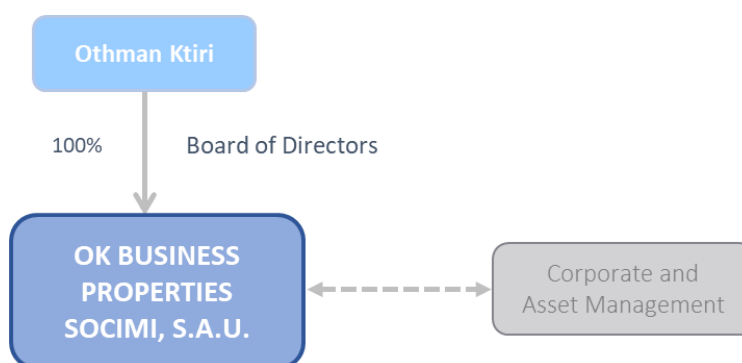 Othman Ktiri
100%
Board of Directors
OK BUSINESS
PROPERTIES
SOCIMI, S.A.U.
Corporate and
Asset Management